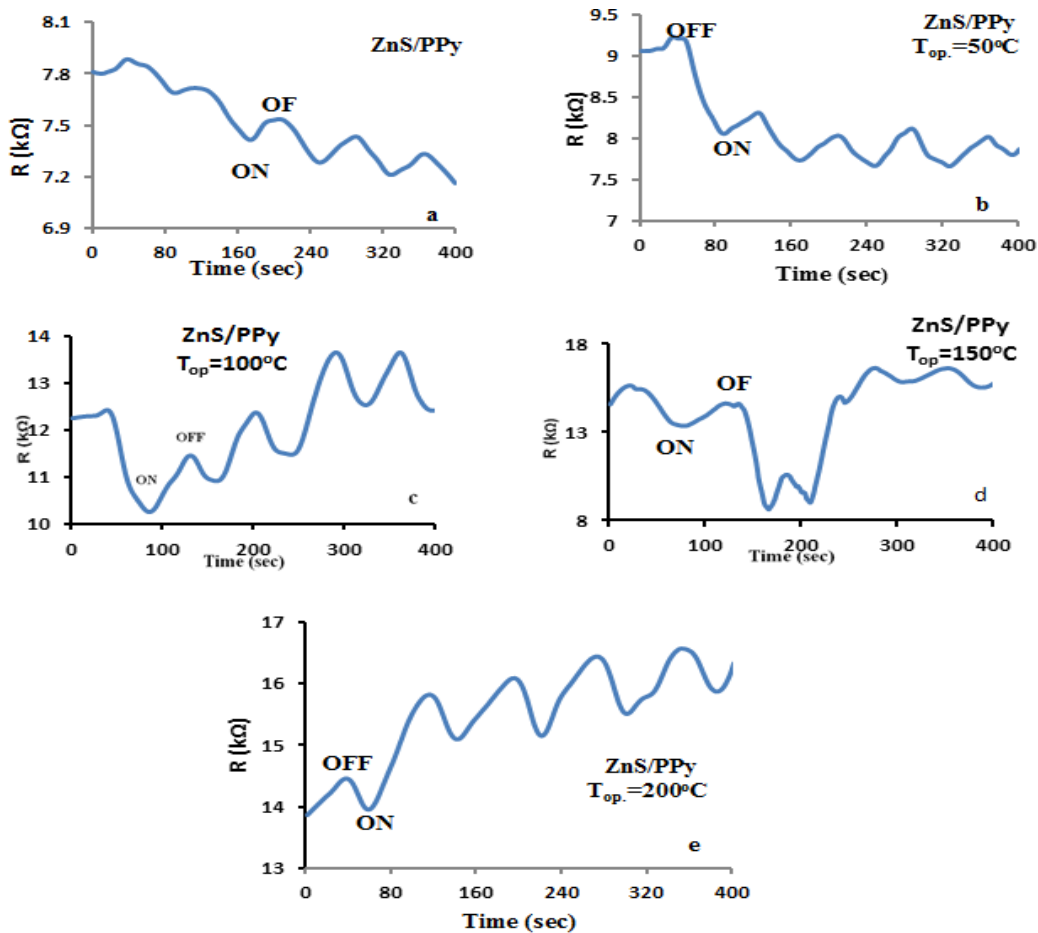 8.1
7.8
7.5
7.2
6.9
R (kΩ)
ZnS/PPy
OF
ON
a
0 80 160 240 320 400
Time (sec)
9.5
9
8.5
8
7.5
7
R (kΩ)
ZnS/PPy
Top.=50°C
OFF
ON
b
0 80 160 240 320 400
Time (sec)
14
13
12
11
10
R (kΩ)
ZnS/PPy
Top=100°C
OFF
ON
c
0 100 200 300 400
Time (sec)
18
13
8
R (kΩ)
ZnS/PPy
Top=150°C
OF
ON
d
0 100 200 300 400
Time (sec)
17
16
15
14
13
R (kΩ)
OFF
ON
ZnS/PPy
Top.=200°C
e
0 80 160 240 320 400
Time (sec)